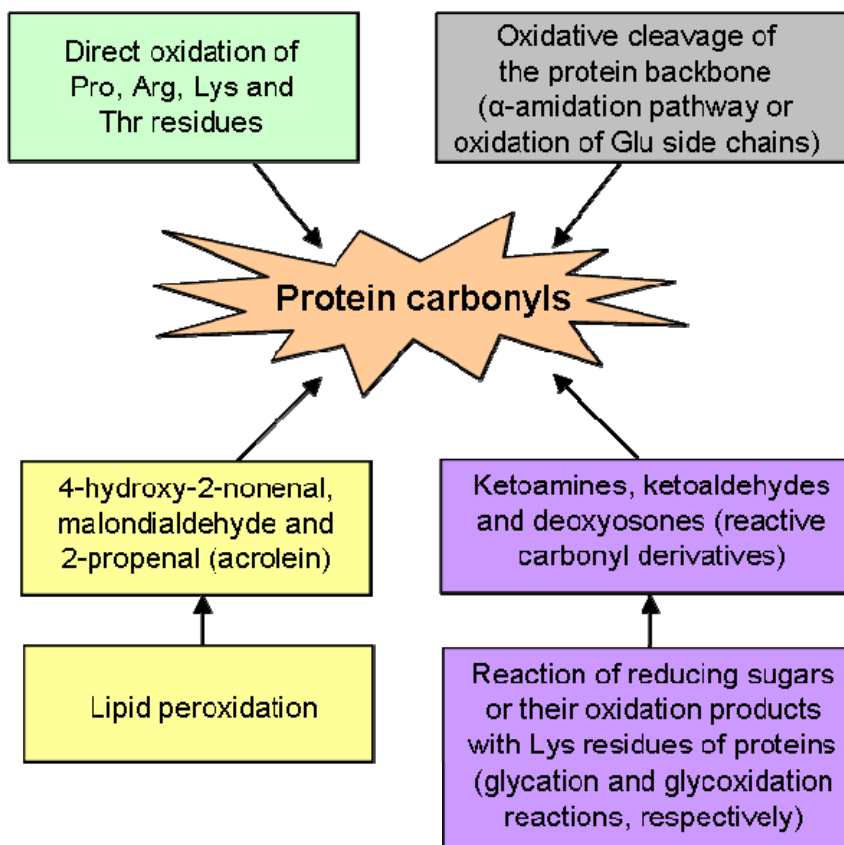 Direct oxidation of
Pro, Arg, Lys and
Thr residues
Oxidative cleavage of
the protein backbone
(α-amidation pathway or
oxidation of Glu side chains)
Protein carbonyls
4-hydroxy-2-nonenal,
malondialdehyde and
2-propenal (acrolein)
Ketoamines, ketoaldehydes
and deoxyosones (reactive
carbonyl derivatives)
Lipid peroxidation
Reaction of reducing sugars
or their oxidation products
with Lys residues of proteins
(glycation and glycoxidation
reactions, respectively)